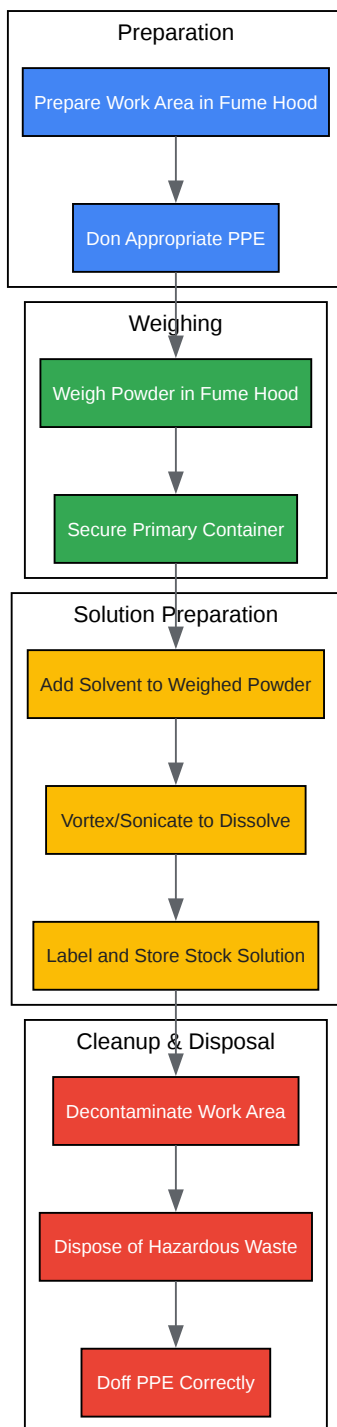 Preparation
Prepare Work Area in Fume Hood
Don Appropriate PPE
Weighing
Weigh Powder in Fume Hood
Secure Primary Container
Solution Preparation
Add Solvent to Weighed Powder
Vortex/Sonicate to Dissolve
Label and Store Stock Solution
Cleanup & Disposal
Decontaminate Work Area
Dispose of Hazardous Waste
Doff PPE Correctly